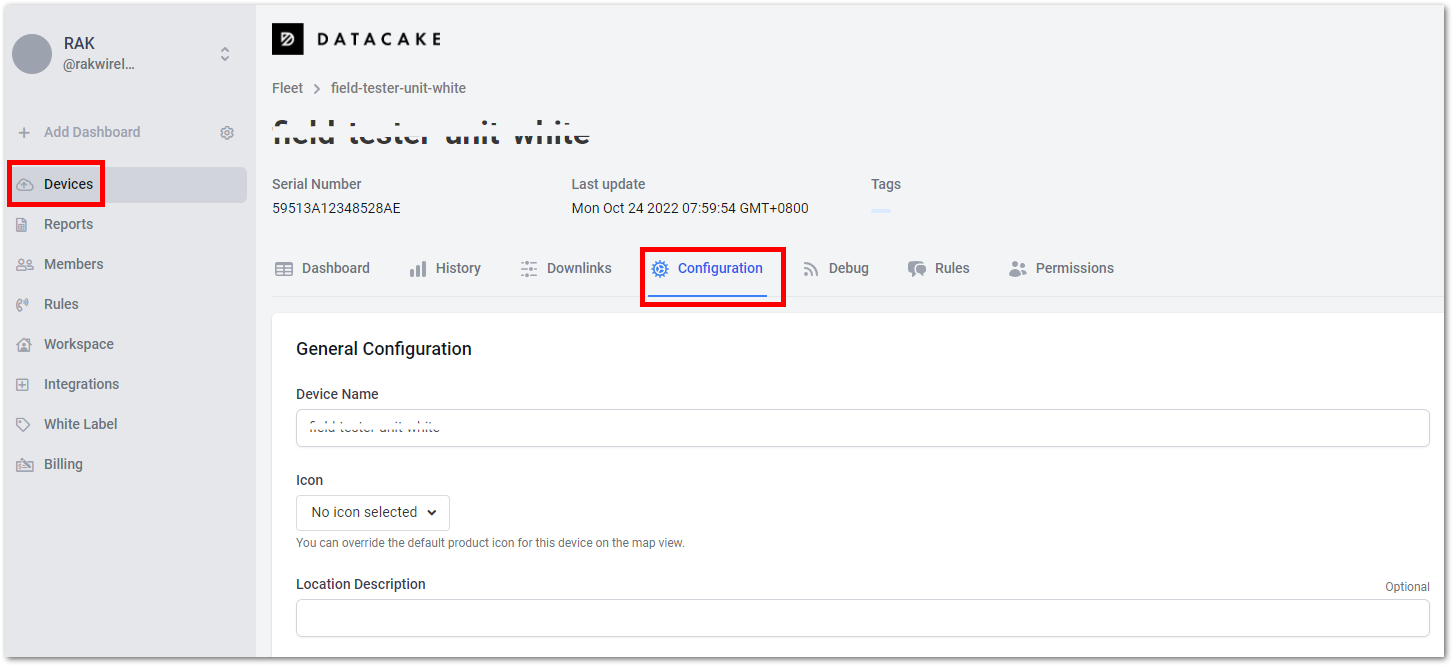 RAK
@rakwirel...
Add Dashboard
Devices
Reports
Members
Rules
Workspace
Integrations
White Label
Billing
DATACAKE
Fleet > field-tester-unit-white
field-tester-unit-white
Serial Number
59513A12348528AE
Last update
Mon Oct 24 2022 07:59:54 GMT+0800
Tags
Dashboard History Downlinks Configuration Debug Rules Permissions
General Configuration
Device Name
field-tester-unit-white
Icon
No icon selected
You can override the default product icon for this device on the map view.
Location Description Optional